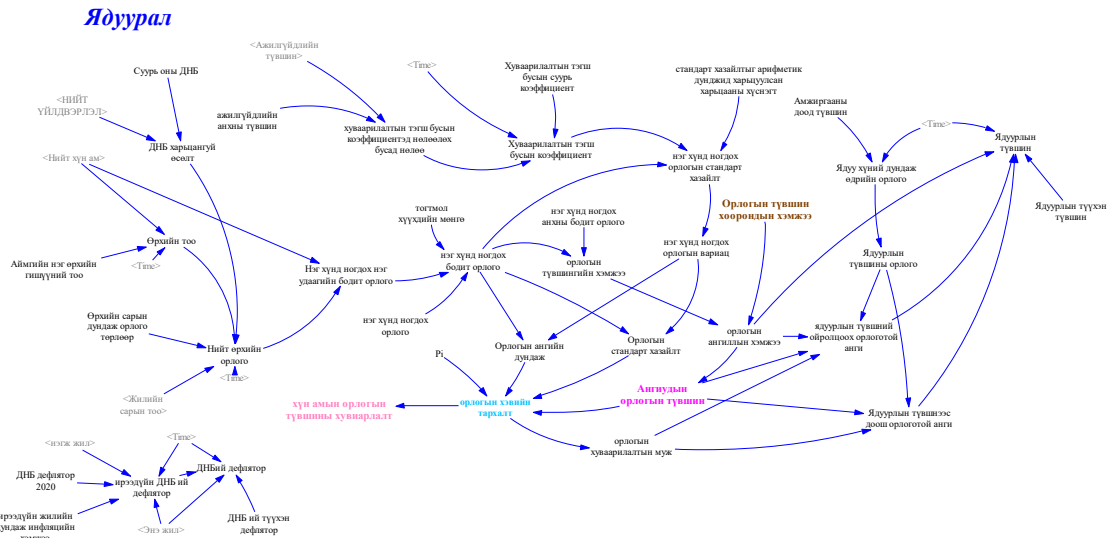 Ядуурал
<Ажилгүйдлийн
түвшин>
Суурь оны ДНБ
<Time>
Хуваарилалтын тэгш
бусын суурь
коэффициент
стандарт хазайлтыг арифметик
дунджид харьцуулсан
харьцааны хүснэгт
<НИЙТ
ҮЙЛДВЭРЛЭЛ>
ажилгүйдлийн
анхны түвшин
Амжиргааны
доод түвшин
<Time>
хуваарилалтын тэгш бусын
коэффициентэд нөлөөлөх
бусад нөлөө
ДНБ харьцангуй
өсөлт
Хуваарилалтын тэгш
бусын коэффициент
Ядуурлын
түвшин
<Нийт хүн ам>
нэг хүнд ногдох
орлогын стандарт
хазайлт
Ядуу хүний дундаж
өдрийн орлого
Орлогын түвшин
хоорондын хэмжээ
Ядуурлын түүхэн
түвшин
тогтмол
хүүхдийн мөнгө
нэг хүнд ногдох
анхны бодит орлого
Өрхийн тоо
нэг хүнд ногдох
орлогын вариац
Аймгийн нэг өрхийн
гишүүний тоо
<Time>
Нэг хүнд ногдох нэг
удаагийн бодит орлого
нэг хүнд ногдох
бодит орлого
орлогын
түвшингийн хэмжээ
Ядуурлын
түвшины орлого
Өрхийн сарын
дундаж орлого
төрлөөр
нэг хүнд ногдох
орлого
орлогын
ангиллын хэмжээ
ядуурлын түвшний
ойролцоох орлоготой
анги
Нийт өрхийн
орлого
Pi
Орлогын ангийн
дундаж
Орлогын
стандарт хазайлт
<Time>
<Жилийн
сарын тоо>
хүн амын орлогын
түвшины хувиарлалт
орлогын хэвийн
тархалт
Ангиудын
орлогын түвшин
Ядуурлын түвшнээс
доош орлоготой анги
орлогын
хуваарилалтын муж
<нэгж жил>
<Time>
ДНБ дефлятор
2020
ирээдүйн ДНБ ий
дефлятор
ДНБий дефлятор
ирээдүйн жилийн
дундаж инфляцийн
<Энэ жил>
ДНБ ий түүхэн
дефлятор